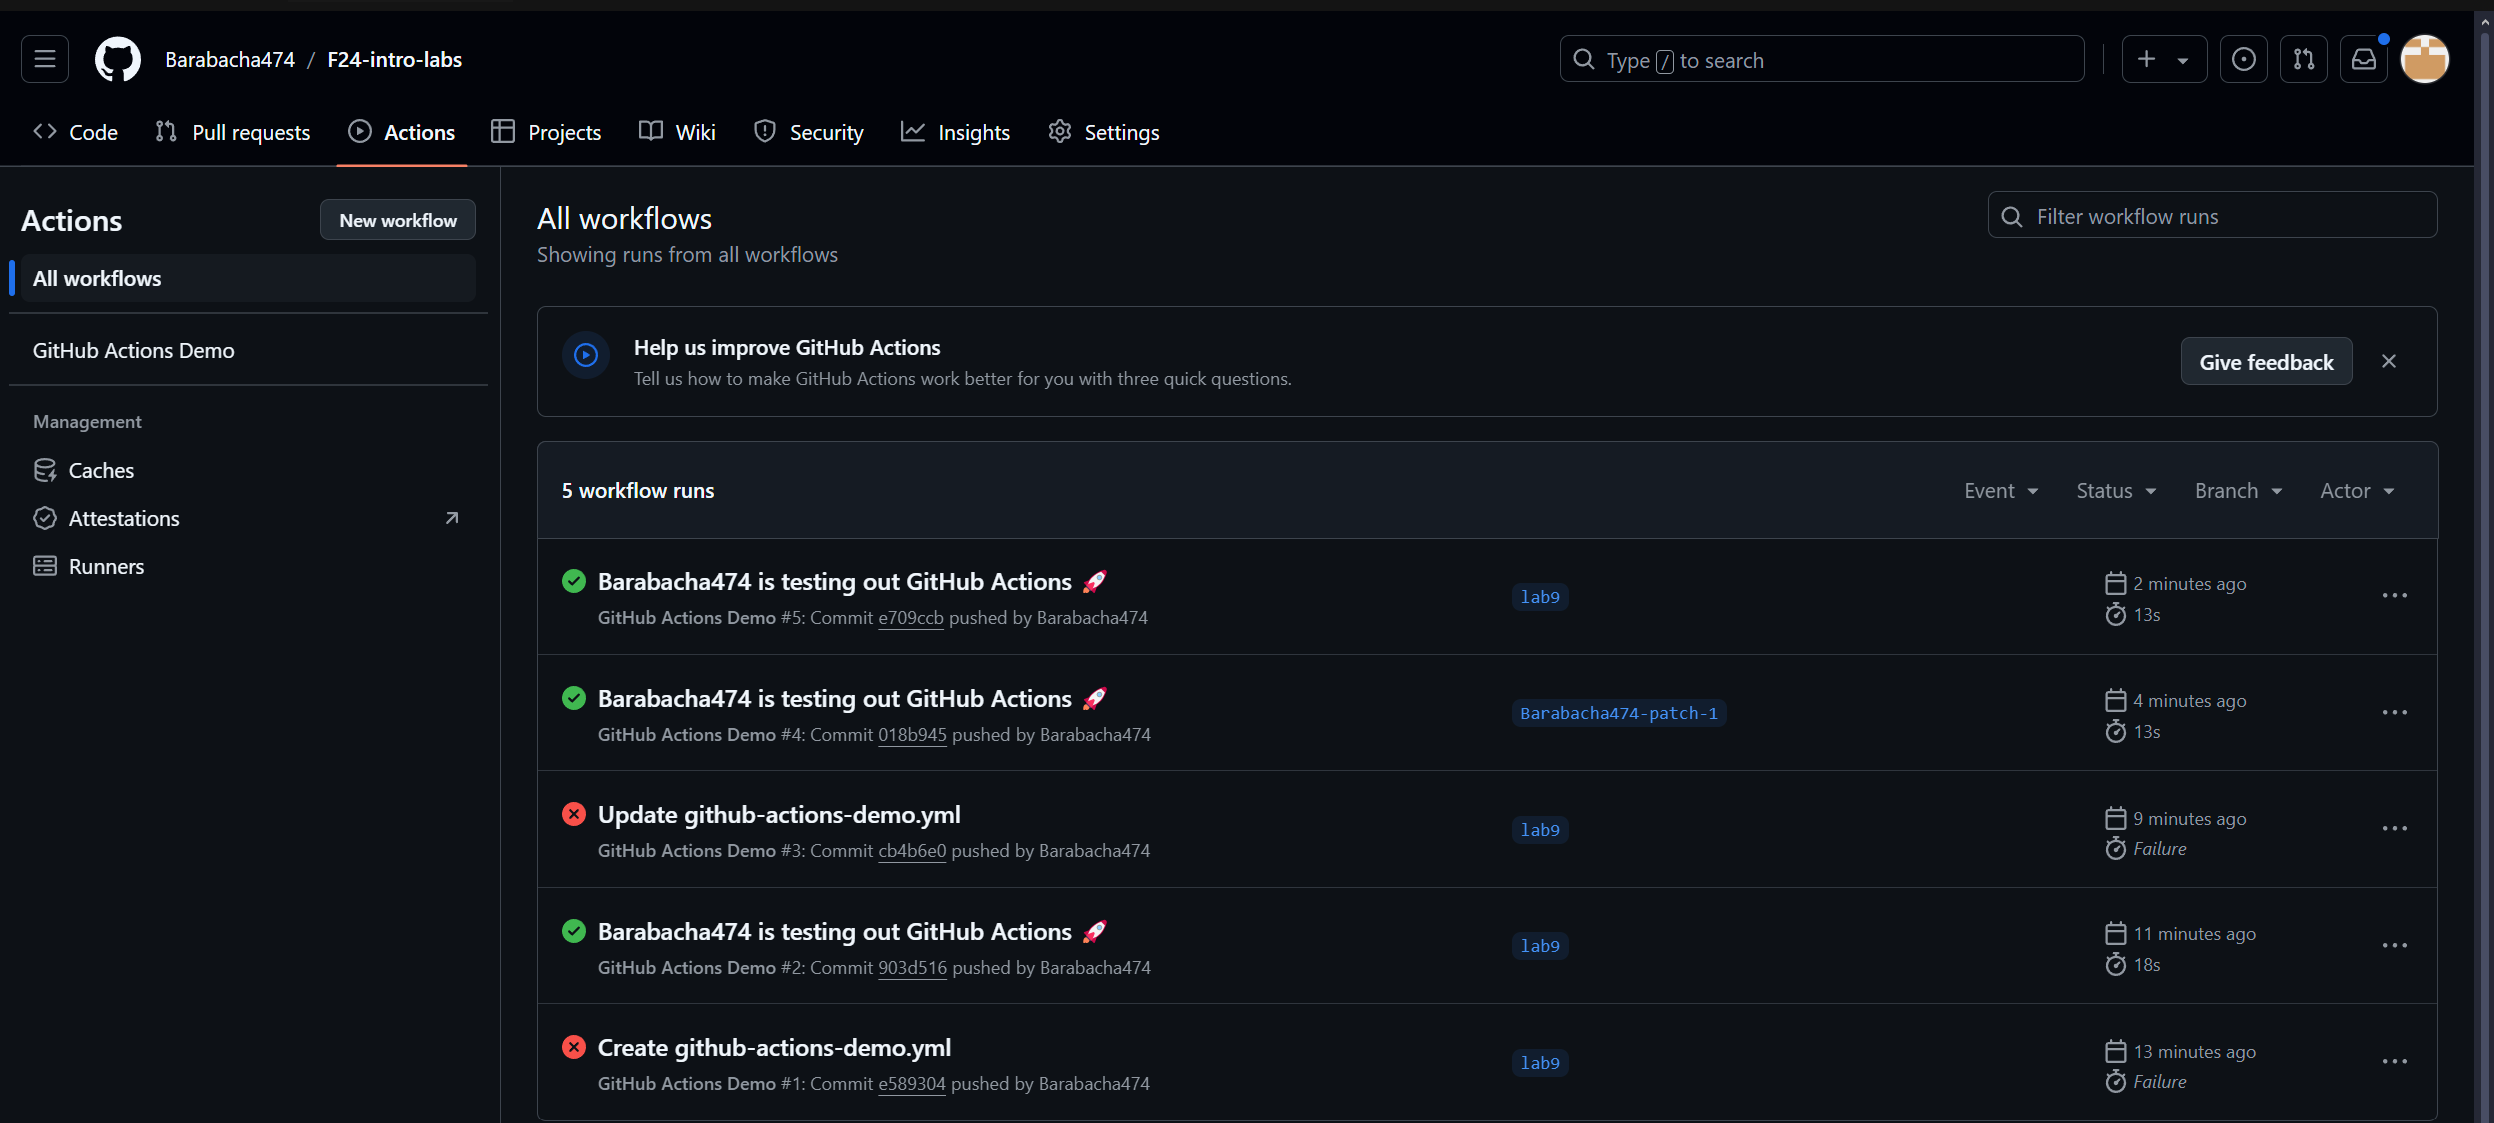 Barabacha474 / F24-intro-labs
Type / to search
Code Pull requests Actions Projects Wiki Security Insights Settings
Actions
New workflow
All workflows
GitHub Actions Demo
Management
Caches
Attestations
Runners
All workflows
Showing runs from all workflows
Filter workflow runs
Help us improve GitHub Actions
Tell us how to make GitHub Actions work better for you with three quick questions.
Give feedback
5 workflow runs
Event Status Branch Actor
Barabacha474 is testing out GitHub Actions 🚀
GitHub Actions Demo #5: Commit e709ccb pushed by Barabacha474
lab9
2 minutes ago
13s
Barabacha474 is testing out GitHub Actions 🚀
GitHub Actions Demo #4: Commit 018b945 pushed by Barabacha474
Barabacha474-patch-1
4 minutes ago
13s
Update github-actions-demo.yml
GitHub Actions Demo #3: Commit cb4b6e0 pushed by Barabacha474
lab9
9 minutes ago
Failure
Barabacha474 is testing out GitHub Actions 🚀
GitHub Actions Demo #2: Commit 903d516 pushed by Barabacha474
lab9
11 minutes ago
18s
Create github-actions-demo.yml
GitHub Actions Demo #1: Commit e589304 pushed by Barabacha474
lab9
13 minutes ago
Failure